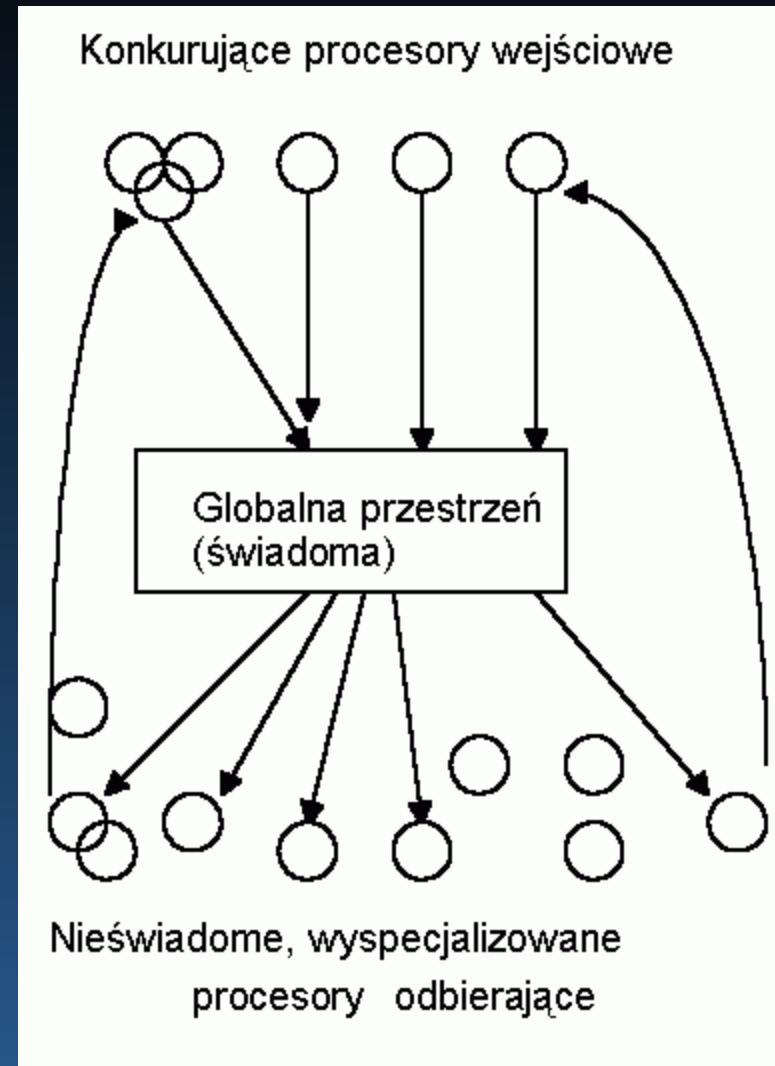 Konkurujące procesory wejściowe
Globalna przestrzeń
(świadoma)
Nieświadome, wyspecjalizowane
procesory odbierające